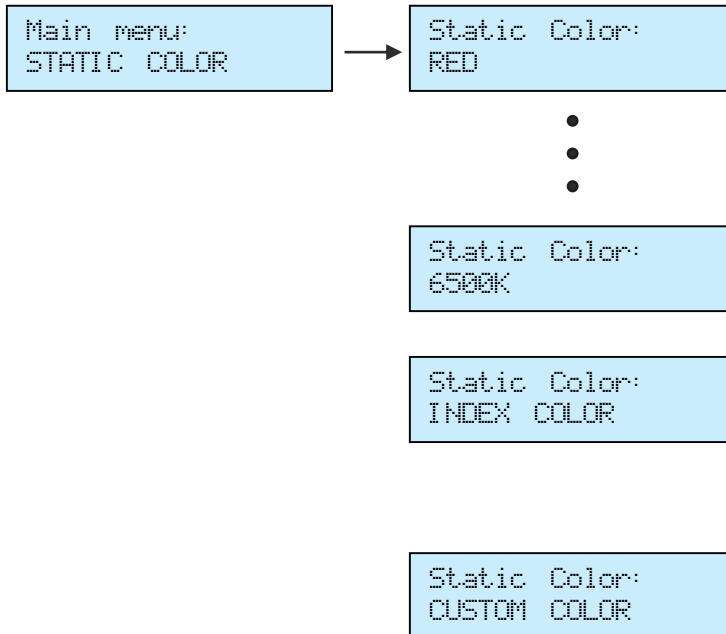 Main menu:
STATIC COLOR
Static Color:
RED
Static Color:
6500K
Static Color:
INDEX COLOR
Static Color:
CUSTOM COLOR